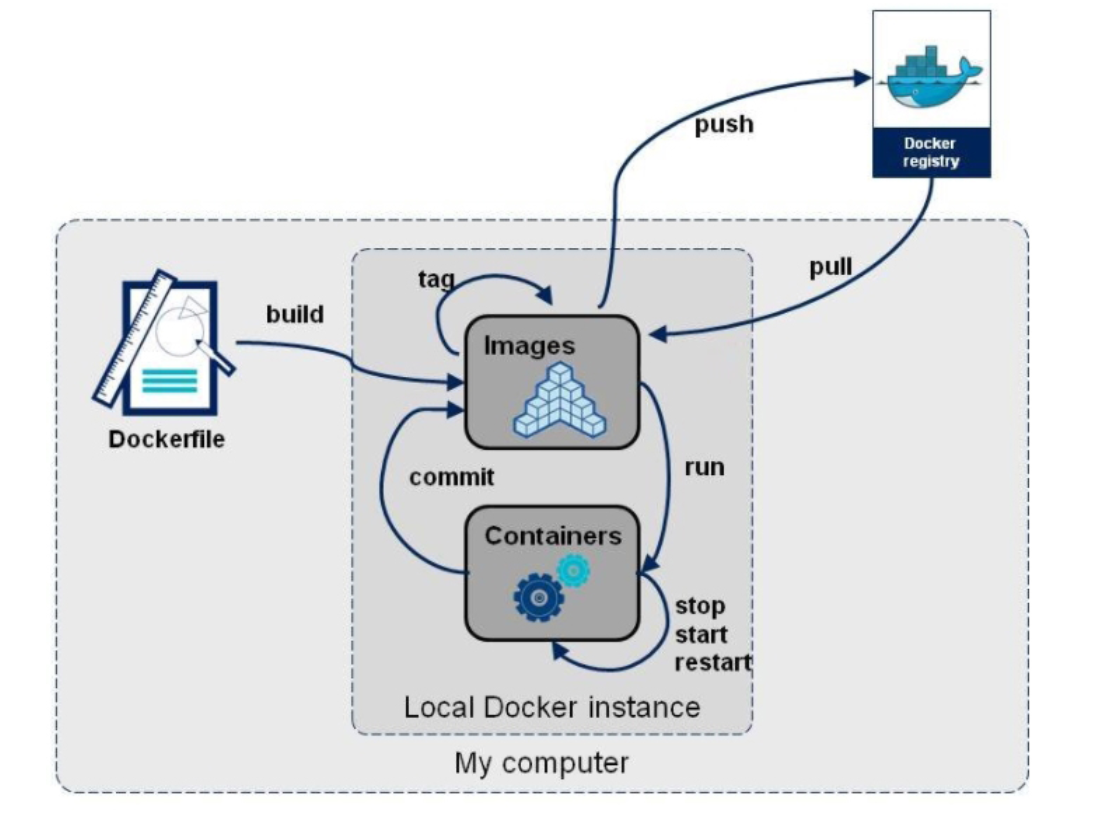 push
Docker
registry
pull
tag
build
Images
Dockerfile
commit
run
Containers
stop
start
restart
Local Docker instance
My computer